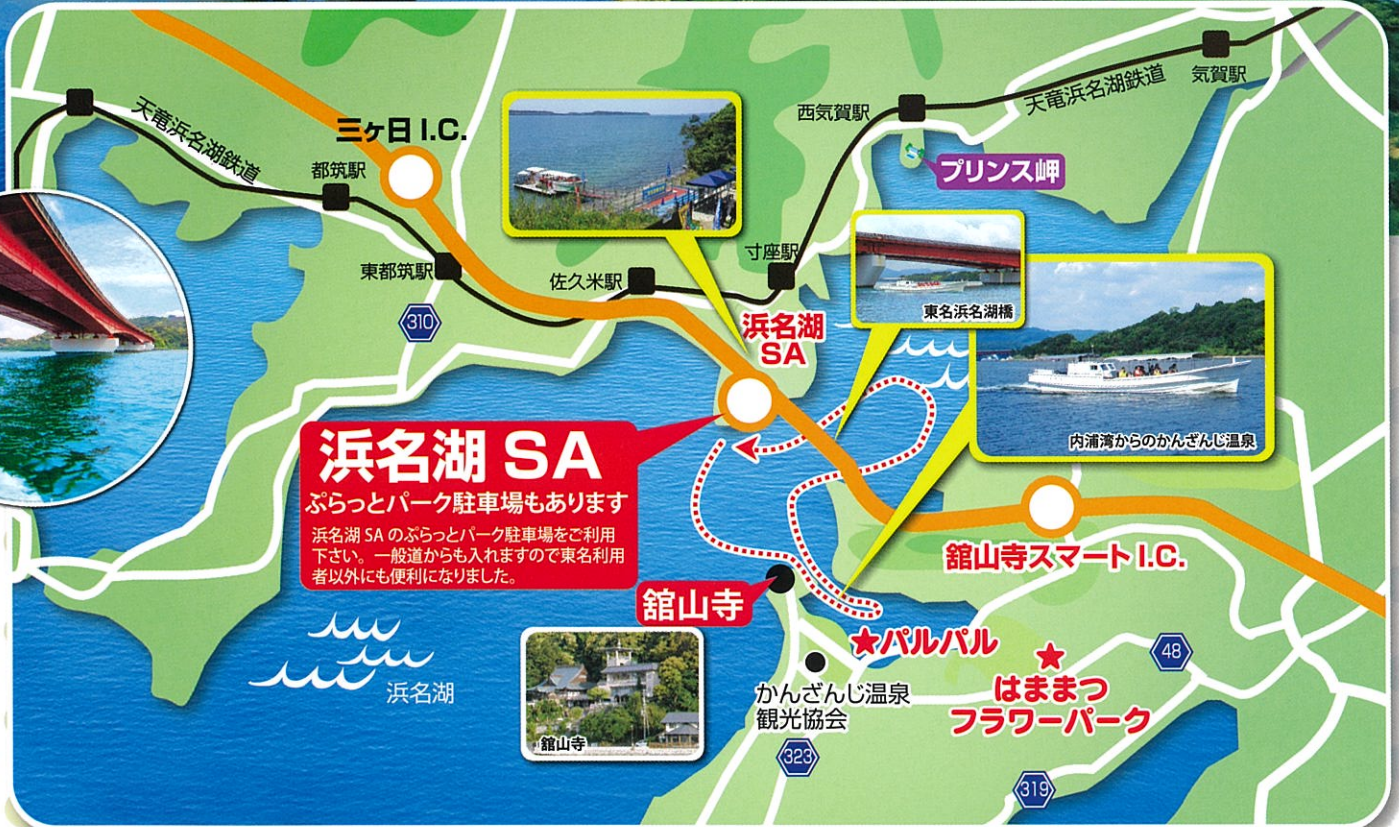 天竜浜名湖鉄道
三ヶ日 I.C.
都筑駅
東都筑駅
310
佐久米駅
寸座駅
西気賀駅
天竜浜名湖鉄道
気賀駅
プリンス岬
浜名湖
SA
東名浜名湖橋
内浦湾からのかんざんじ温泉
浜名湖 SA
ぷらっとパーク駐車場もあります
浜名湖 SA のぷらっとパーク駐車場をご利用
下さい。一般道からも入れますので東名利用
者以外にも便利になりました。
舘山寺スマート I.C.
舘山寺
パルパル
はままつ
フラワーパーク
48
浜名湖
舘山寺
かんざんじ温泉
観光協会
323
319